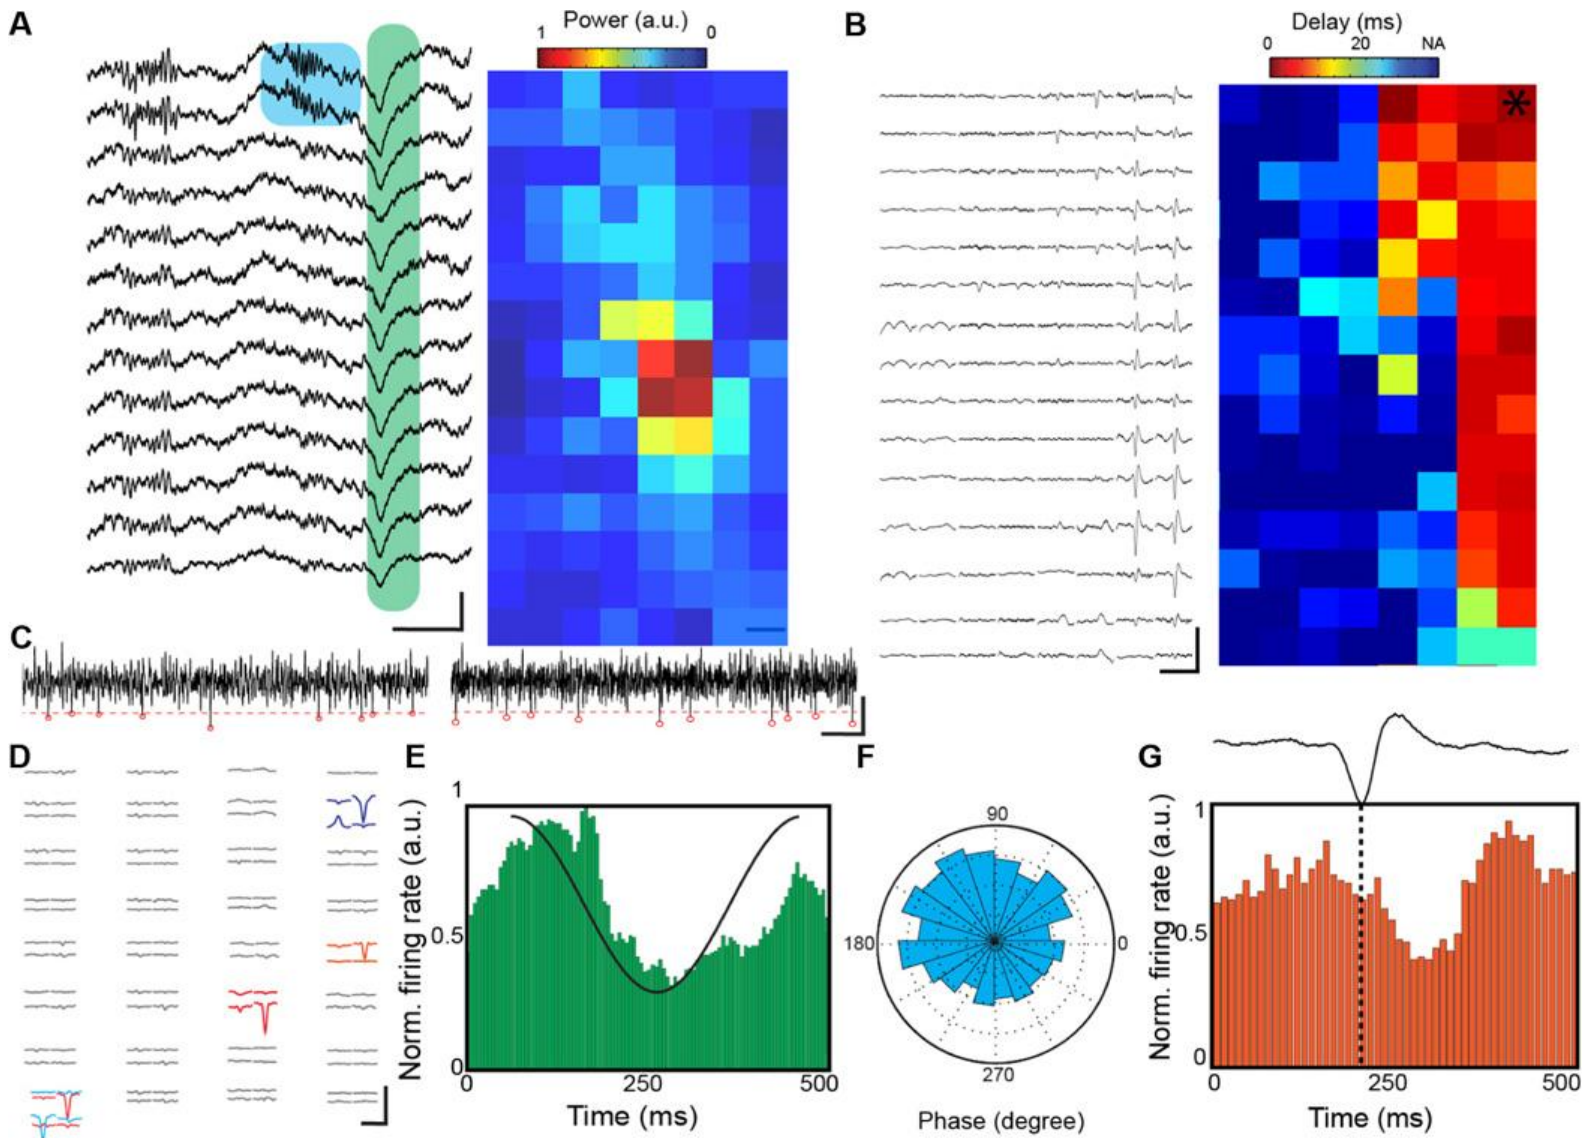 A
Power (a.u.)
1 0
B
Delay (ms)
0 20 NA
*
C
D
E
Norm. firing rate (a.u.)
1
0.5
0
0 250 500
Time (ms)
F
90
180 0
270
Phase (degree)
G
Norm. firing rate (a.u.)
1
0.5
0
0 250 500
Time (ms)